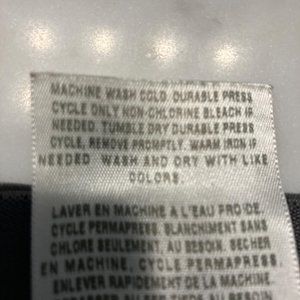 MACHINE WASH COLD. DURABLE PRESS
CYCLE ONLY NON-CHLORINE BLEACH IF
NEEDED. TUMBLE DRY DURABLE PRESS
CYCLE, REMOVE PROMPTLY. WARM IRON IF
NEEDED WASH AND DRY WITH LIKE
COLORS.
LAVER EN MACHINE A L'EAU FROIDE,
CYCLE PERMAPRESS. BLANCHIMENT SANS
CHLORE SEULEMENT, AU BESOIN. SECHER
EN MACHINE, CYCLE PERMAPRESS.
ENLEVER RAPIDEMENT DE LA MACHINE